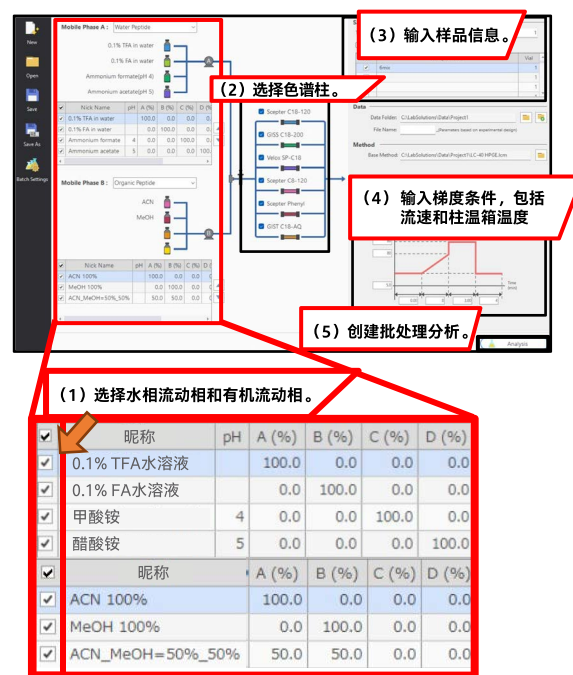 Mobile Phase A : Water Peptide
New
Open
Save
Save As
Batch Settings
0.1% TFA in water
0.1% FA in water
Ammonium formate(pH 4)
Ammonium acetate(pH 5)
A
Nick Name pH A (%) B (%) C (%) D (%)
0.1% TFA in water 100.0 0.0 0.0
0.1% FA in water 0.0 100.0 0.0
Ammonium formate 4 0.0 0.0 100.0
Ammonium acetate 5 0.0 0.0 0.0 100.
Mobile Phase B : Organic Peptide
ACN
MeOH
B
Nick Name pH A (%) B (%) C (%) D
ACN 100% 100.0 0.0 0.0
MeOH 100% 0.0 100.0 0.0
ACN_MeOH=50%_50% 50.0 50.0 0.0
(2) 选择色谱柱。
Scepter C18-120
GISS C18-200
Velox SP-C18
Scepter C8-120
Scepter Phenyl
GIST C18-AQ
(3) 输入样品信息。
Vial
1
Data
Data Folder: C:\LabSolutions\Data\Project1
File Name: _Parameters based on experimental design)
Method
Base Method: C:\LabSolutions\Data\Project7\LC-40 HPGE.lcm
(4) 输入梯度条件，包括
流速和柱温箱温度
Time
(min)
(5) 创建批处理分析。
Analysis
(1) 选择水相流动相和有机流动相。
昵称 pH A (%) B (%) C (%) D (%)
0.1% TFA水溶液 100.0 0.0 0.0 0.0
0.1% FA水溶液 0.0 100.0 0.0 0.0
甲酸铵 4 0.0 0.0 100.0 0.0
醋酸铵 5 0.0 0.0 0.0 100.0
昵称 A (%) B (%) C (%) D (%)
ACN 100% 100.0 0.0 0.0 0.0
MeOH 100% 0.0 100.0 0.0 0.0
ACN_MeOH=50%_50% 50.0 50.0 0.0 0.0